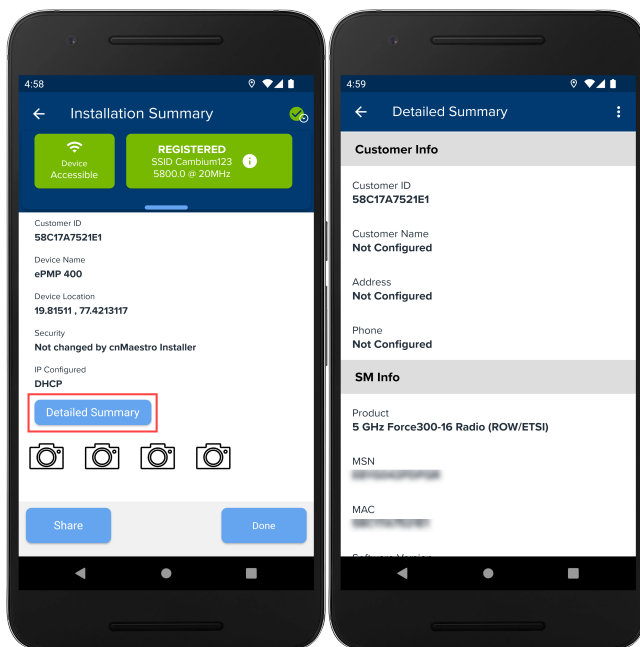 4:58
Installation Summary
Device
Accessible
REGISTERED
SSID Cambium123
5800.0 @ 20MHz
Customer ID
58C17A7521E1
Device Name
ePMP 400
Device Location
19.81511 , 77.4213117
Security
Not changed by cnMaestro Installer
IP Configured
DHCP
Detailed Summary
Share
Done
4:59
Detailed Summary
Customer Info
Customer ID
58C17A7521E1
Customer Name
Not Configured
Address
Not Configured
Phone
Not Configured
SM Info
Product
5 GHz Force300-16 Radio (ROW/ETSI)
MSN
MAC
Software Version